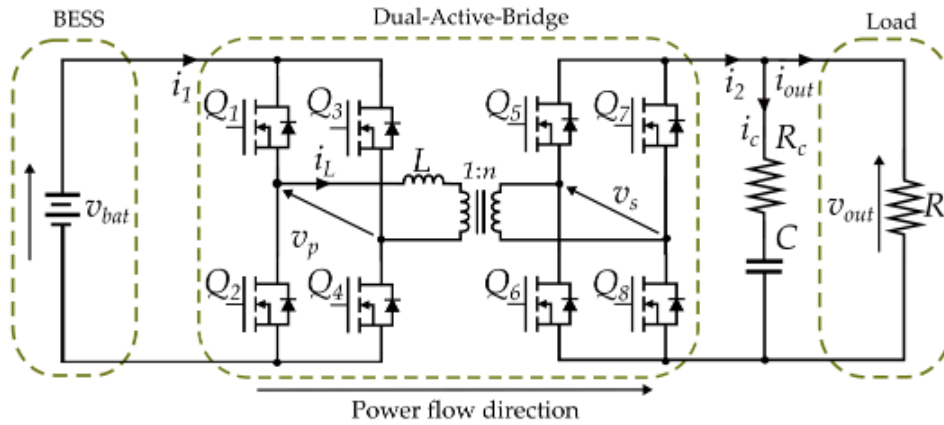 BESS
Dual-Active-Bridge
Load
i1
i2
iout
Q1
Q3
Q5
Q7
ic
Rc
iL
L
1:n
vbat
vp
vs
vout
R
C
Q2
Q4
Q6
Q8
Power flow direction